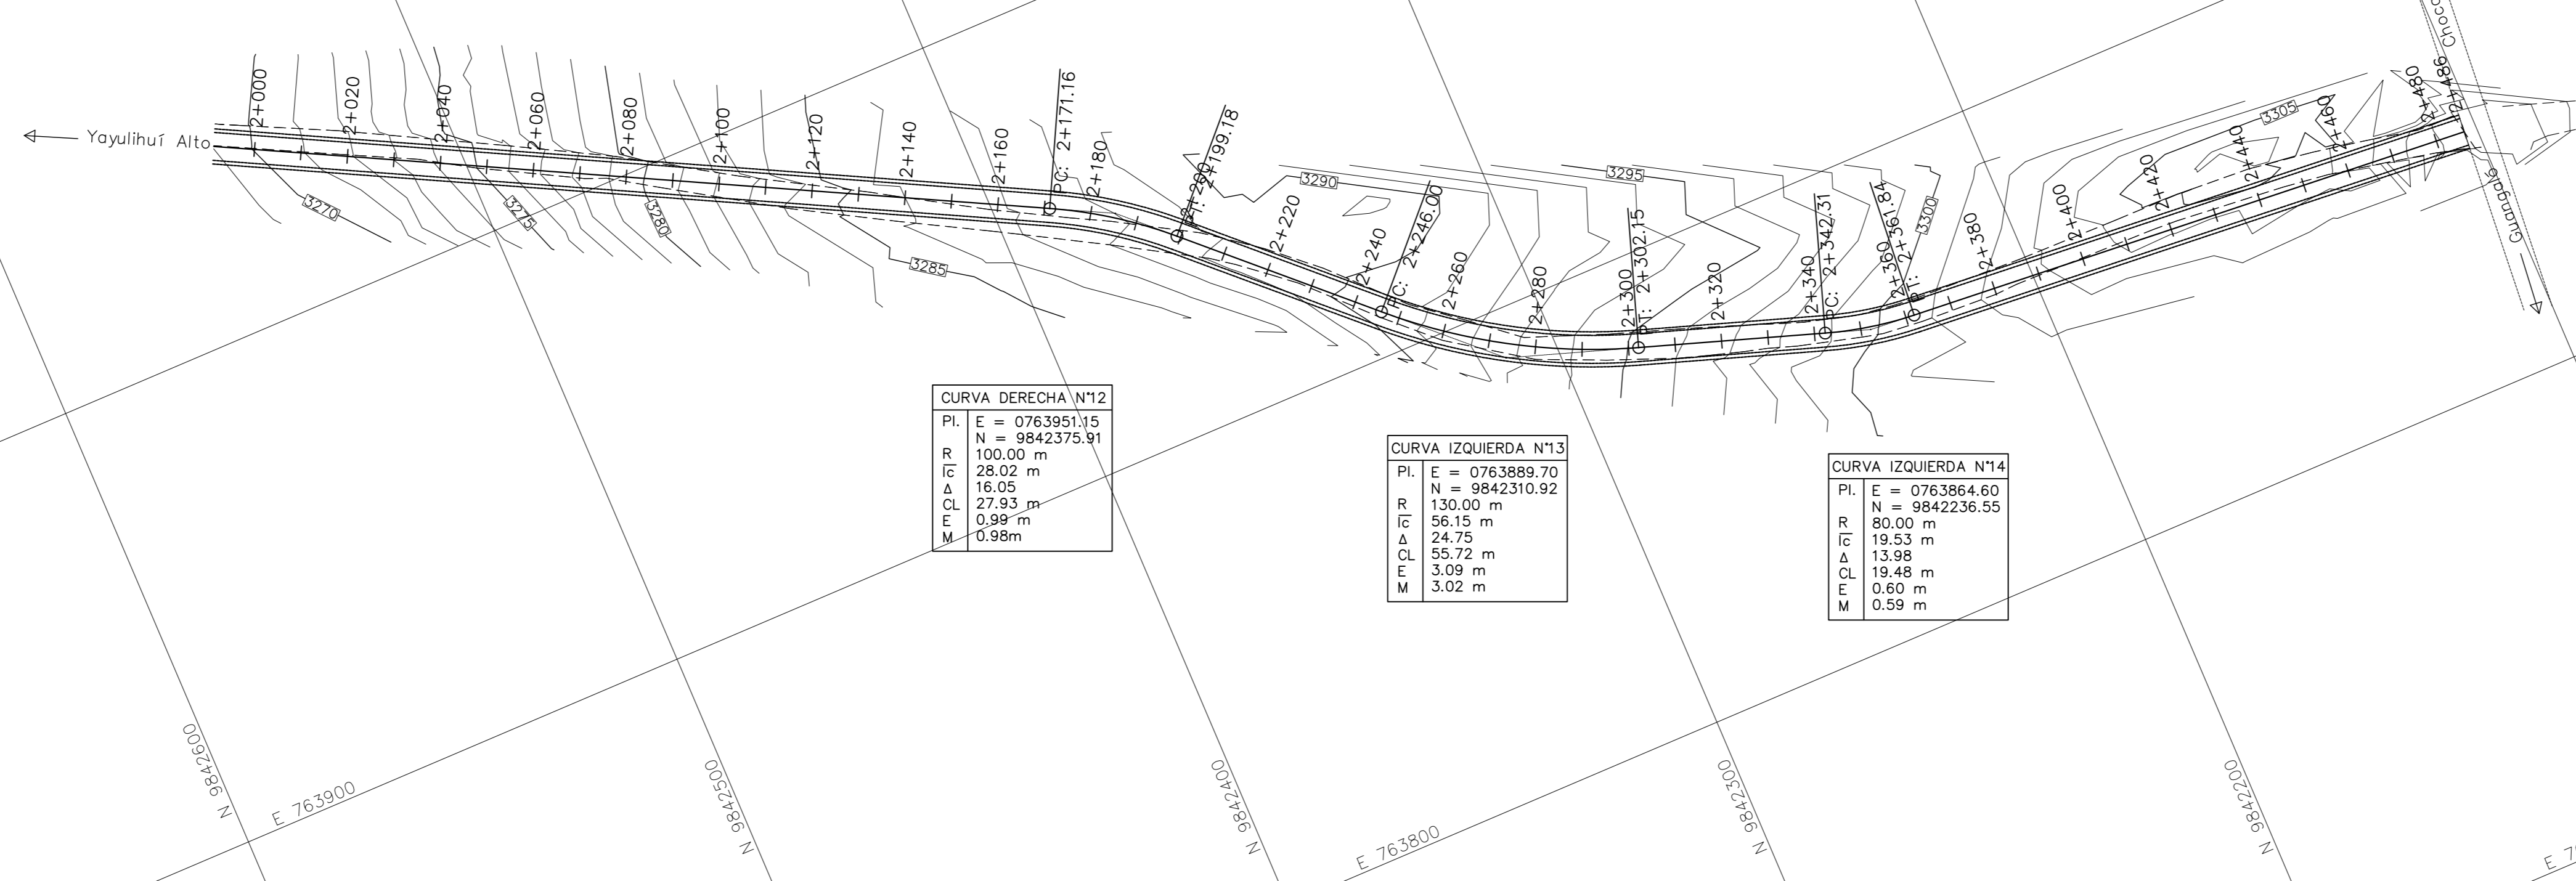 Yayulihuí Alto
2+000
2+020
2+040
2+060
2+080
2+100
2+120
2+140
2+160
PC: 2+171.16
2+180
2+200
PT: 2+199.18
2+220
2+240
PC: 2+246.00
2+260
2+280
2+300
PT: 2+302.15
2+320
2+340
PC: 2+342.31
2+360
PT: 2+361.84
2+380
2+400
2+420
2+440
2+460
2+480
2+486
Guangag
3270
3275
3280
3285
3290
3295
3300
3305
CURVA DERECHA N°12
PI. E = 0763951.15
N = 9842375.91
R 100.00 m
lc 28.02 m
Δ 16.05
CL 27.93 m
E 0.99 m
M 0.98m
CURVA IZQUIERDA N°13
PI. E = 0763889.70
N = 9842310.92
R 130.00 m
lc 56.15 m
Δ 24.75
CL 55.72 m
E 3.09 m
M 3.02 m
CURVA IZQUIERDA N°14
PI. E = 0763864.60
N = 9842236.55
R 80.00 m
lc 19.53 m
Δ 13.98
CL 19.48 m
E 0.60 m
M 0.59 m
N 9842600
E 763900
N 9842500
N 9842400
E 763800
N 9842300
N 9842200